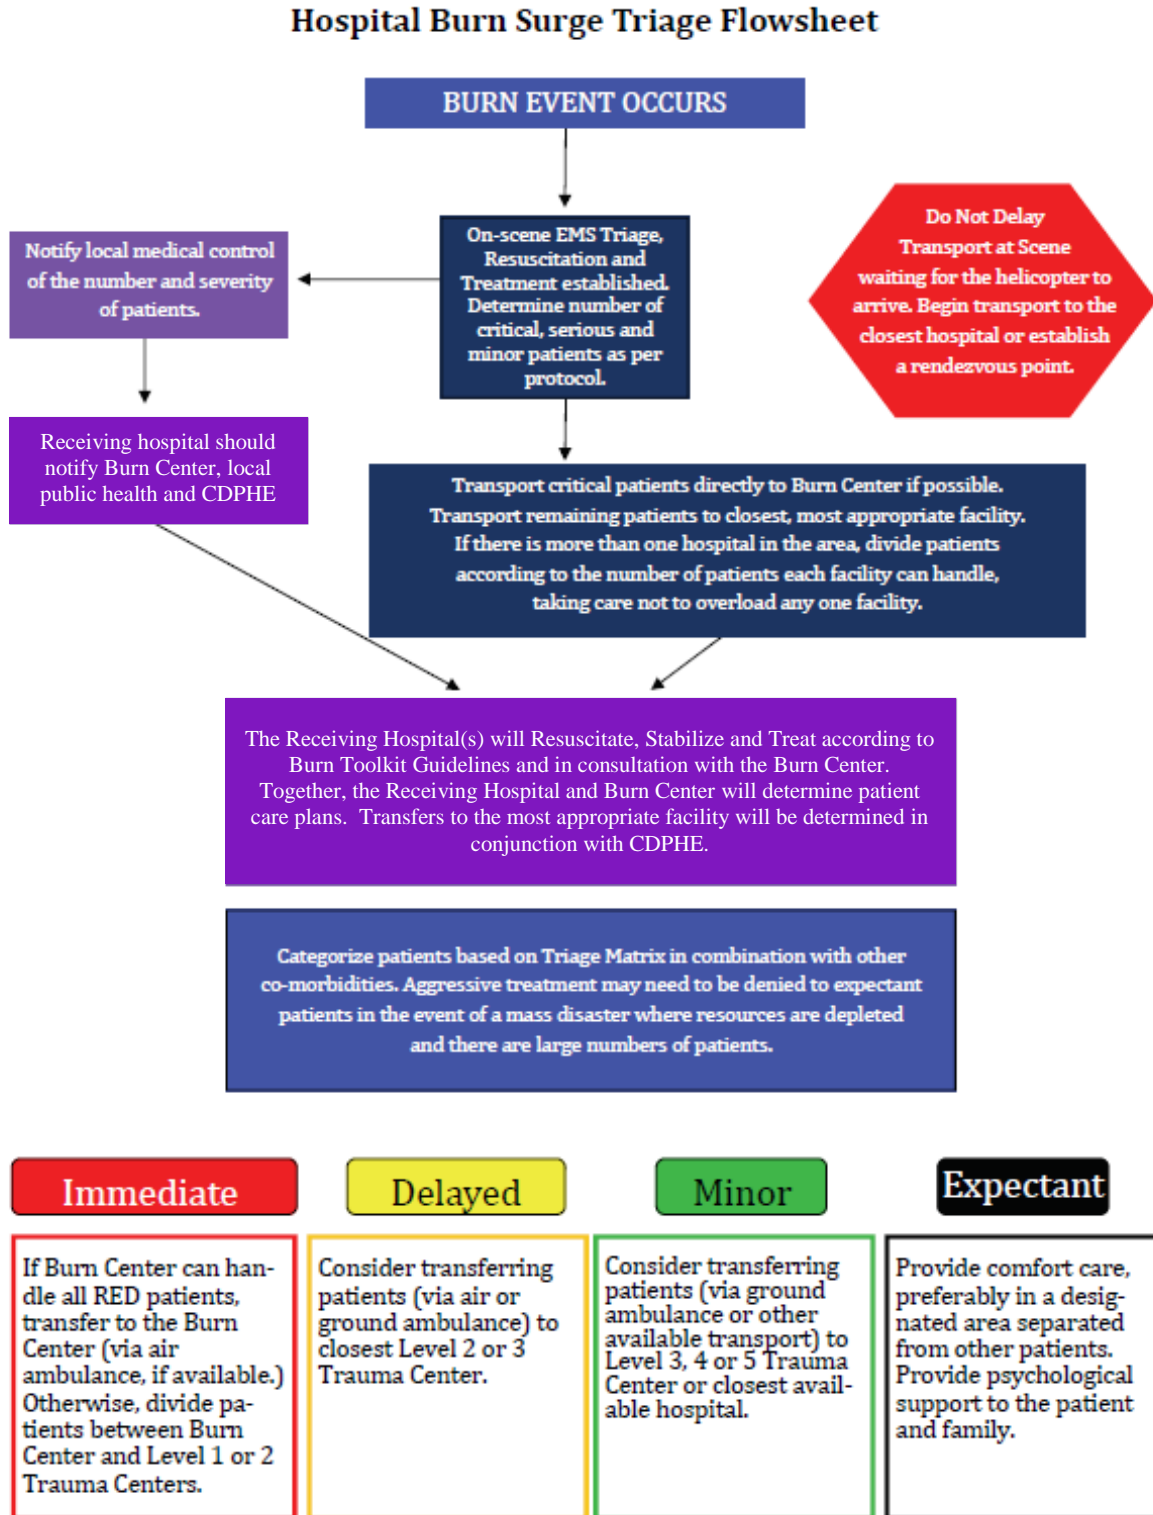 Hospital Burn Surge Triage Flowsheet
BURN EVENT OCCURS
On-scene EMS Triage,
Resuscitation and
Treatment established.
Determine number of
critical, serious and
minor patients as per
protocol.
Do Not Delay
Transport at Scene
waiting for the helicopter to
arrive. Begin transport to the
closest hospital or establish
a rendezvous point.
Notify local medical control
of the number and severity
of patients.
Receiving hospital should
notify Burn Center, local
public health and CDPHE
Transport critical patients directly to Burn Center if possible.
Transport remaining patients to closest, most appropriate facility.
If there is more than one hospital in the area, divide patients
according to the number of patients each facility can handle,
taking care not to overload any one facility.
The Receiving Hospital(s) will Resuscitate, Stabilize and Treat according to
Burn Toolkit Guidelines and in consultation with the Burn Center.
Together, the Receiving Hospital and Burn Center will determine patient
care plans.  Transfers to the most appropriate facility will be determined in
conjunction with CDPHE.
Categorize patients based on Triage Matrix in combination with other
co-morbidities. Aggressive treatment may need to be denied to expectant
patients in the event of a mass disaster where resources are depleted
and there are large numbers of patients.
Immediate
If Burn Center can han-
dle all RED patients,
transfer to the Burn
Center (via air
ambulance, if available.)
Otherwise, divide pa-
tients between Burn
Center and Level 1 or 2
Trauma Centers.
Delayed
Consider transferring
patients (via air or
ground ambulance) to
closest Level 2 or 3
Trauma Center.
Minor
Consider transferring
patients (via ground
ambulance or other
available transport) to
Level 3, 4 or 5 Trauma
Center or closest avail-
able hospital.
Expectant
Provide comfort care,
preferably in a desig-
nated area separated
from other patients.
Provide psychological
support to the patient
and family.